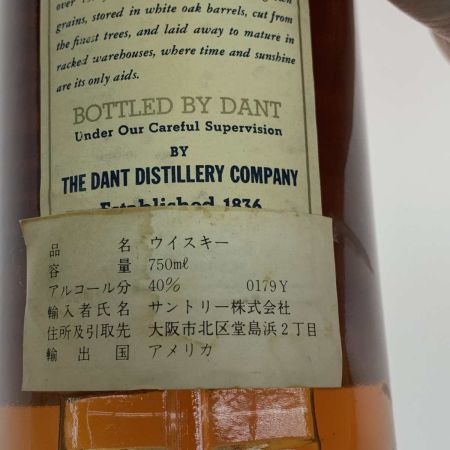 grains, stored in white oak barrels, cut from
the finest trees, and laid away to mature in
racked warehouses, where time and sunshine
are its only aids.
BOTTLED BY DANT
Under Our Careful Supervision
BY
THE DANT DISTILLERY COMPANY
Established 1836
品名 ウイスキー
容量 750㎖
アルコール分 40% 0179Y
輸入者氏名 サントリー株式会社
住所及引取先 大阪市北区堂島浜2丁目
輸出国 アメリカ